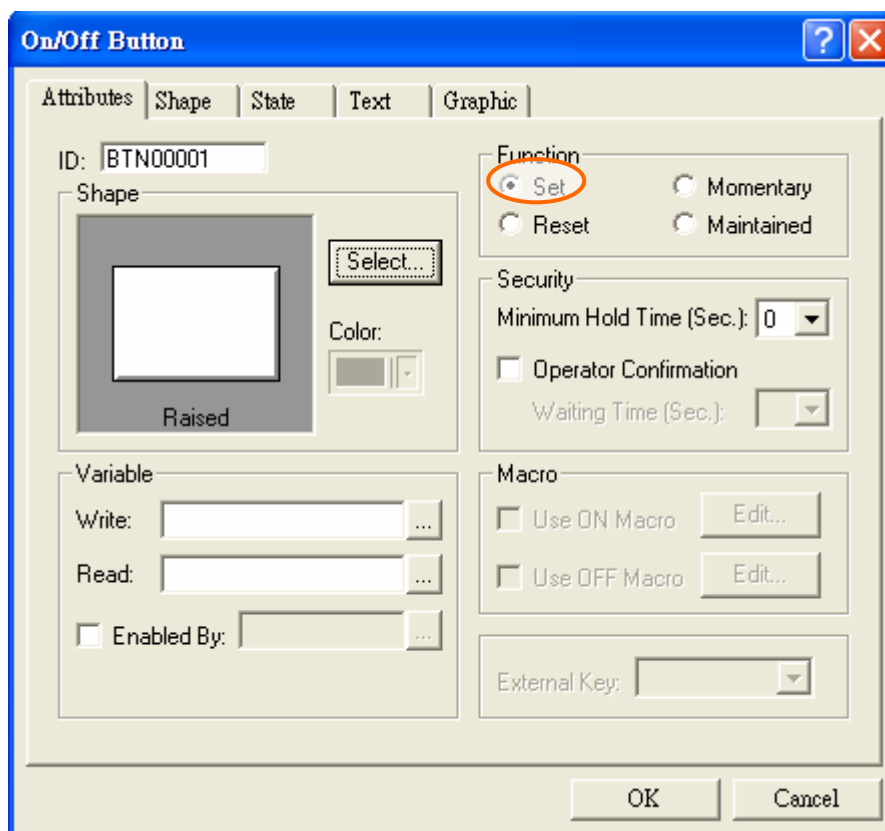 On/Off Button
Attributes Shape State Text Graphic
ID: BTN00001
Shape
Select...
Color:
Raised
Variable
Write: ...
Read: ...
Enabled By: ...
Function
Set Momentary
Reset Maintained
Security
Minimum Hold Time (Sec.): 0
Operator Confirmation
Waiting Time (Sec.):
Macro
Use ON Macro Edit...
Use OFF Macro Edit...
External Key:
OK Cancel